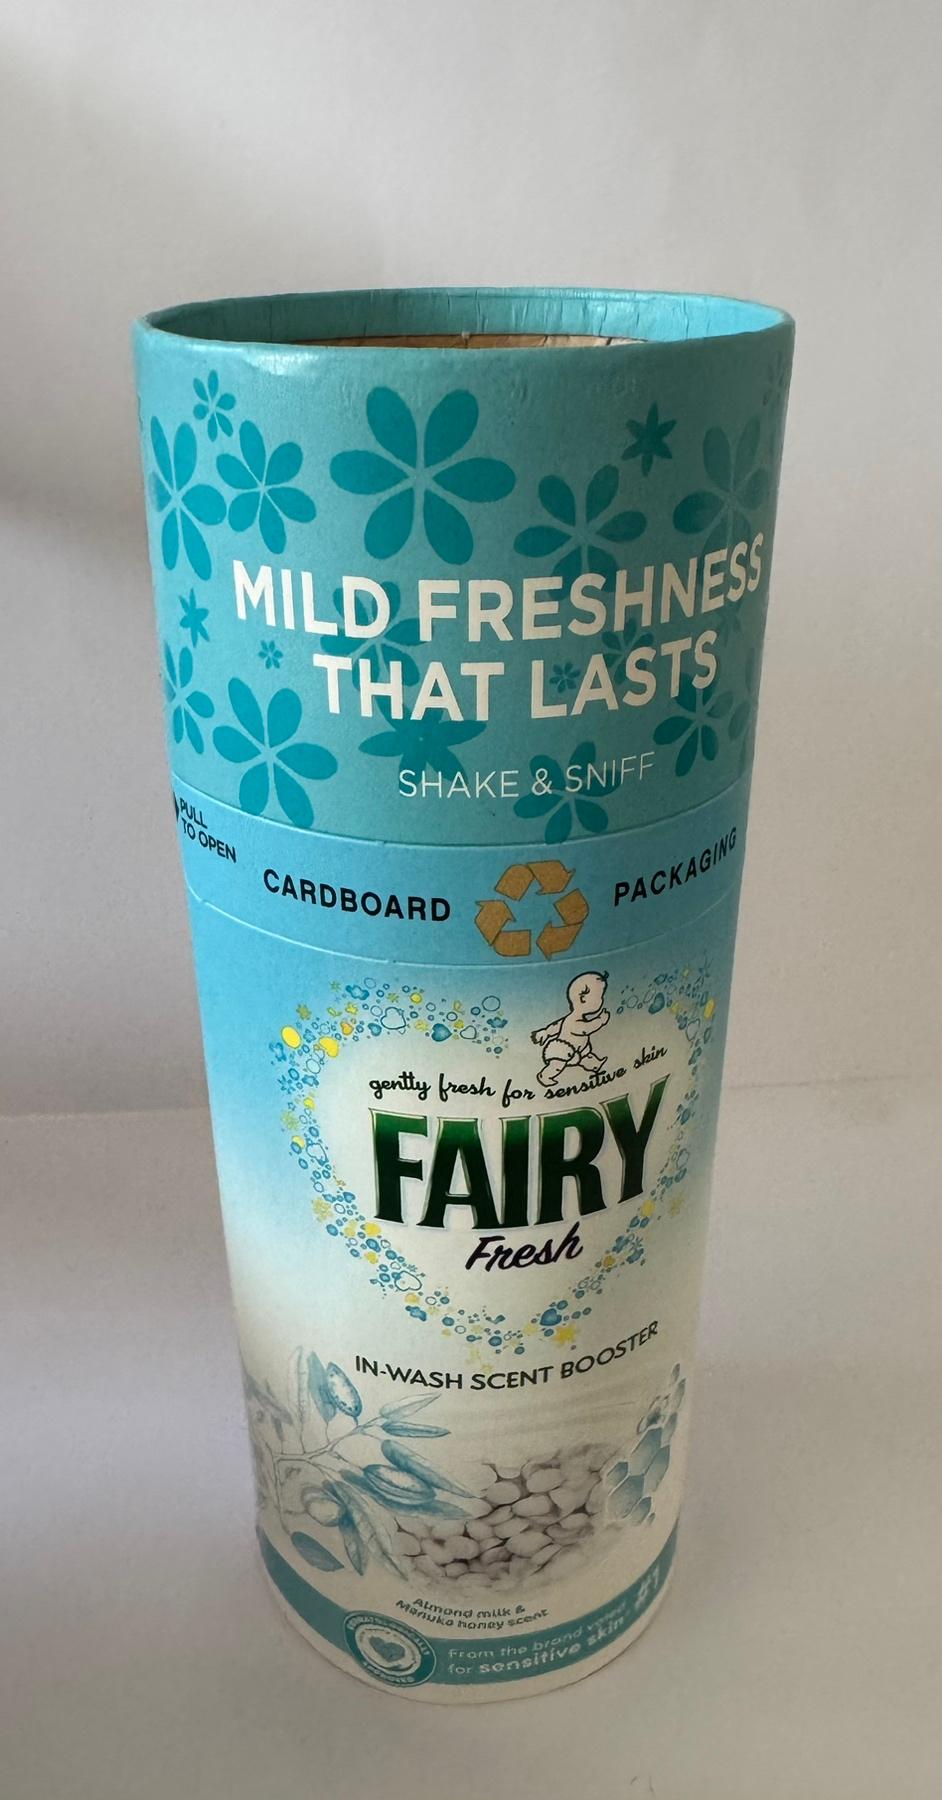 MILD FRESHNESS
THAT LASTS
SHAKE & SNIFF
PULL
TO OPEN
CARDBOARD PACKAGING
gently fresh for sensitive skin
FAIRY
Fresh
IN-WASH SCENT BOOSTER
Almond milk &
Manuka honey scent
From the brand voted #1
for sensitive skin